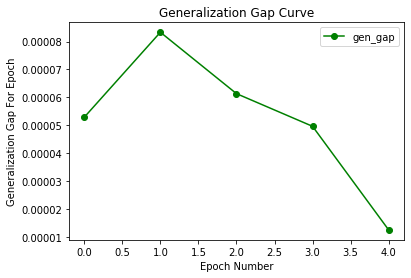 Generalization Gap Curve
gen_gap
Generalization Gap For Epoch
0.00008
0.00007
0.00006
0.00005
0.00004
0.00003
0.00002
0.00001
0.0 0.5 1.0 1.5 2.0 2.5 3.0 3.5 4.0
Epoch Number